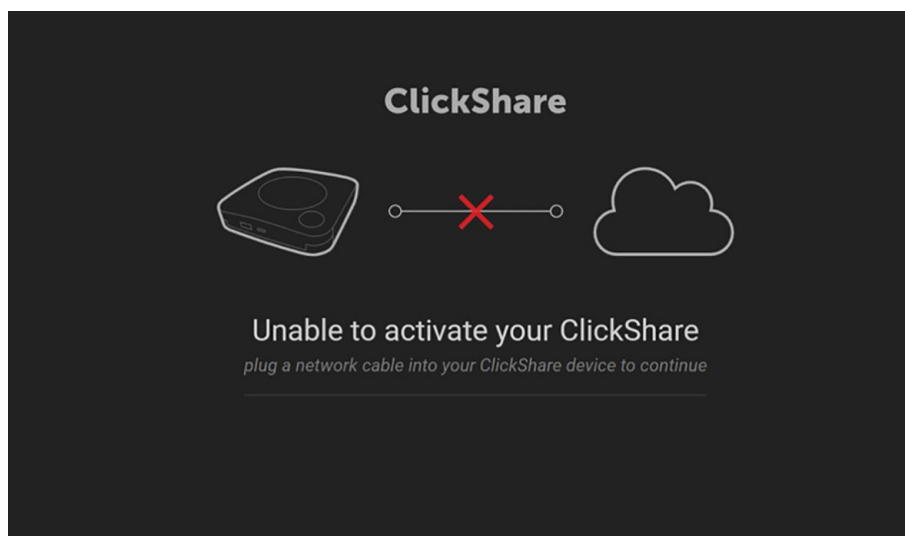 ClickShare
Unable to activate your ClickShare
plug a network cable into your ClickShare device to continue